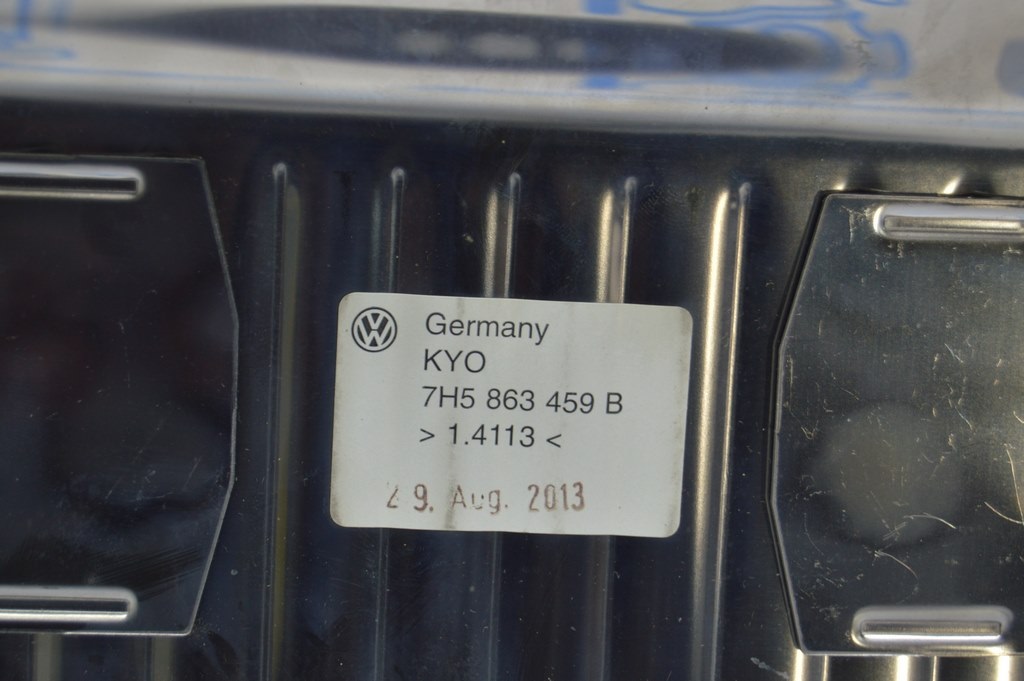 Germany
KYO
7H5 863 459 B
> 1.4113 <
29. Aug. 2013